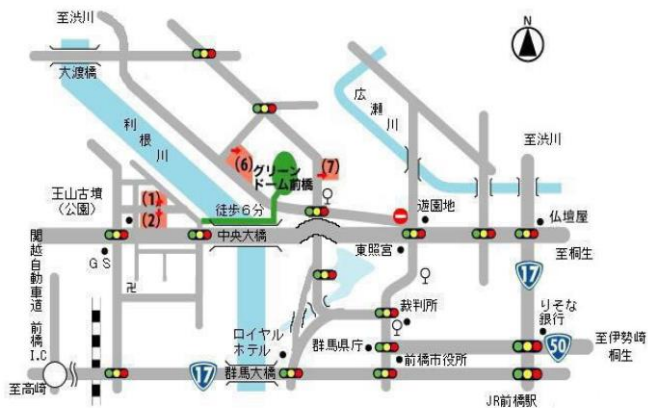 至渋川
N
大渡橋
広瀬川
利根川
至渋川
(6)
グリーンドーム前橋
(7)
王山古墳
(公園)
(1)
(2)
徒歩6分
遊園地
仏壇屋
関越自動車道
前橋I.C
中央大橋
東照宮
至桐生
GS
卍
17
裁判所
りそな
銀行
ロイヤル
ホテル
群馬県庁
至伊勢崎
桐生
50
前橋市役所
至高崎
17
群馬大橋
JR前橋駅